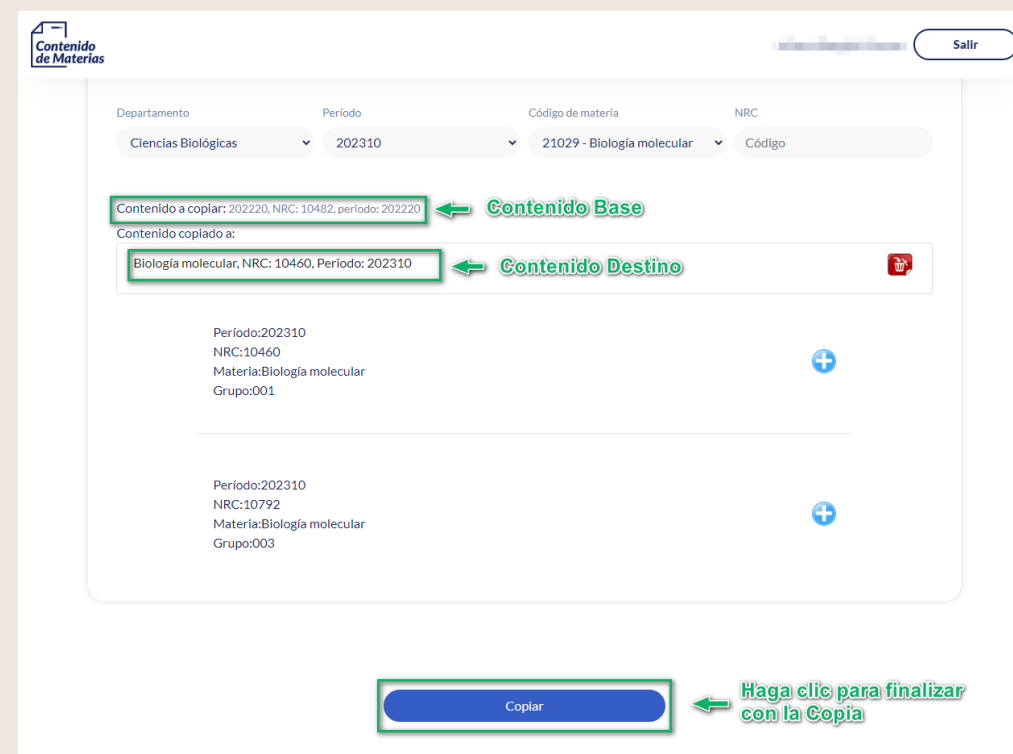 Contenido
de Materias
Salir
Departamento Período Código de materia NRC
Ciencias Biológicas 202310 21029 - Biología molecular Código
Contenido a copiar: 202220, NRC: 10482, periodo: 202220 Contenido Base
Contenido copiado a:
Biología molecular, NRC: 10460, Periodo: 202310 Contenido Destino
Período:202310
NRC:10460
Materia:Biología molecular
Grupo:001
Período:202310
NRC:10792
Materia:Biología molecular
Grupo:003
Copiar
Haga clic para finalizar
con la Copia